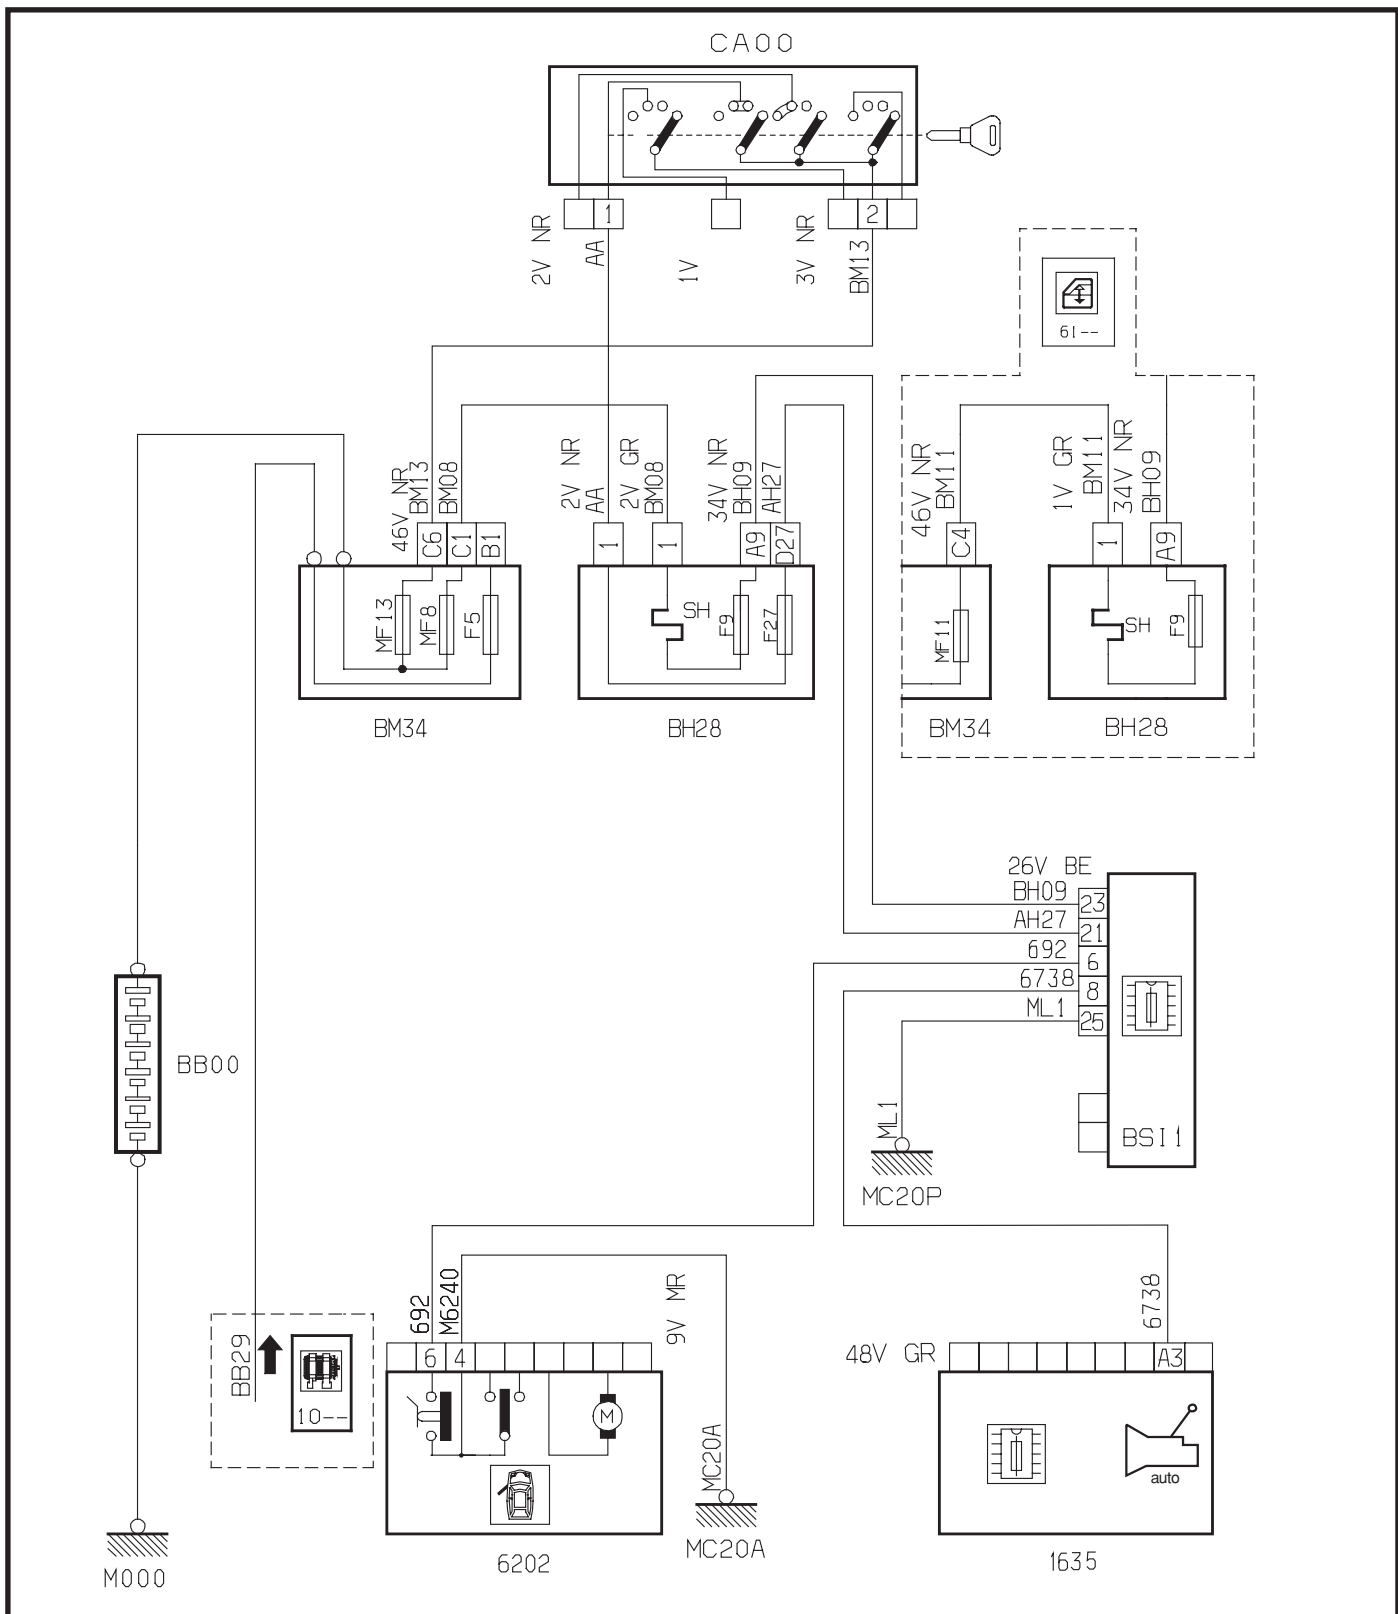 CA00
1
2
2V NR
AA
1V
3V NR
BM13
61--
46V NR
BM13
BM08
2V NR
AA
2V GR
BM08
34V NR
BH09
AH27
46V NR
BM11
1V GR
BM11
34V NR
BH09
C6
C1
B1
1
1
A9
D27
C4
1
A9
MF13
MF8
F5
SH
F9
F27
MF11
SH
F9
BM34
BH28
BM34
BH28
26V BE
BH09
23
AH27
21
692
6
6738
8
ML1
25
BB00
ML1
BSI1
MC20P
692
M6240
9V MR
6738
BB29
10--
6
4
48V GR
A3
M
MC20A
auto
MC20A
6202
1635
M000